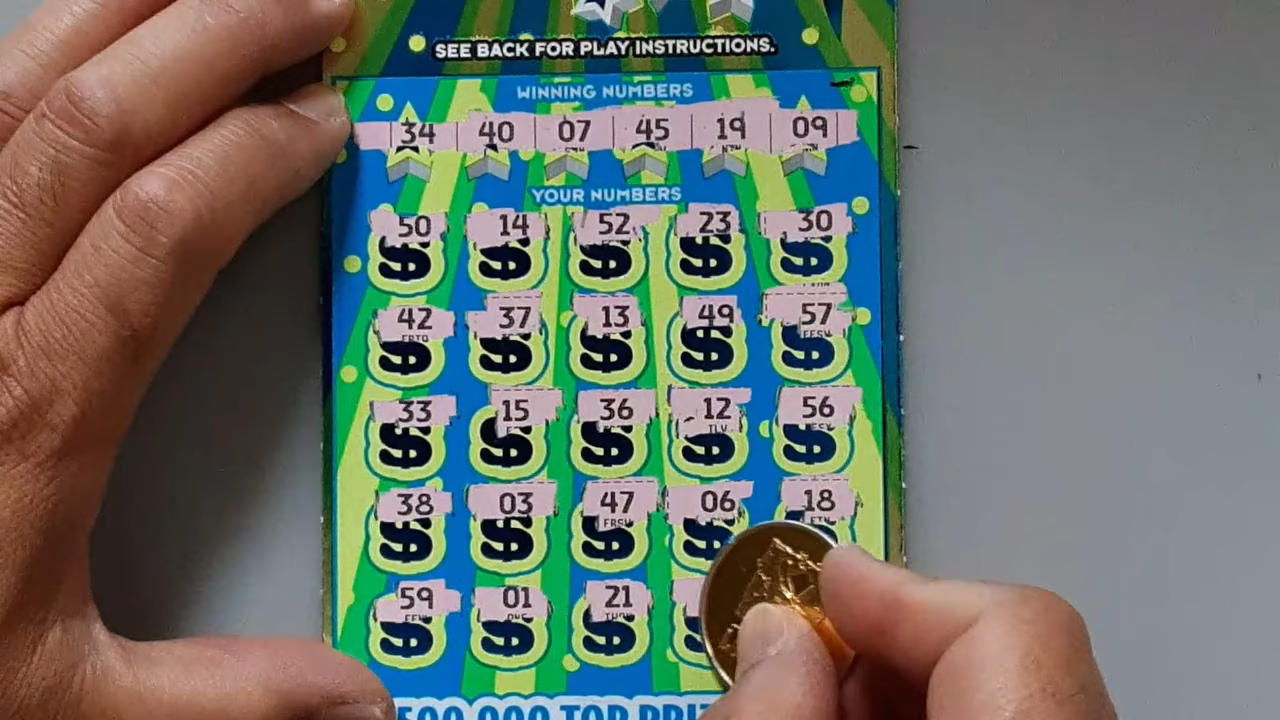 SEE BACK FOR PLAY INSTRUCTIONS.
WINNING NUMBERS
34 40 07 45 19 09
YOUR NUMBERS
50 14 52 23 30
$ $ $ $ $
42 37 13 49 57
$ $ $ $ $
33 15 36 12 56
TLV
$ $ $ $ $
38 03 47 06 18
$ $ $ $
59 01 21
$ $ $